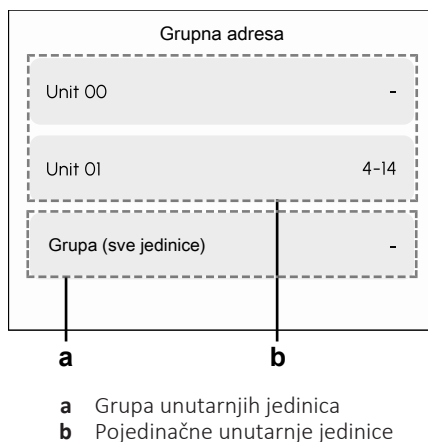 Grupna adresa
Unit 00 -
Unit 01 4-14
Grupa (sve jedinice) -
a b
a Grupa unutarnjih jedinica
b Pojedinačne unutarnje jedinice